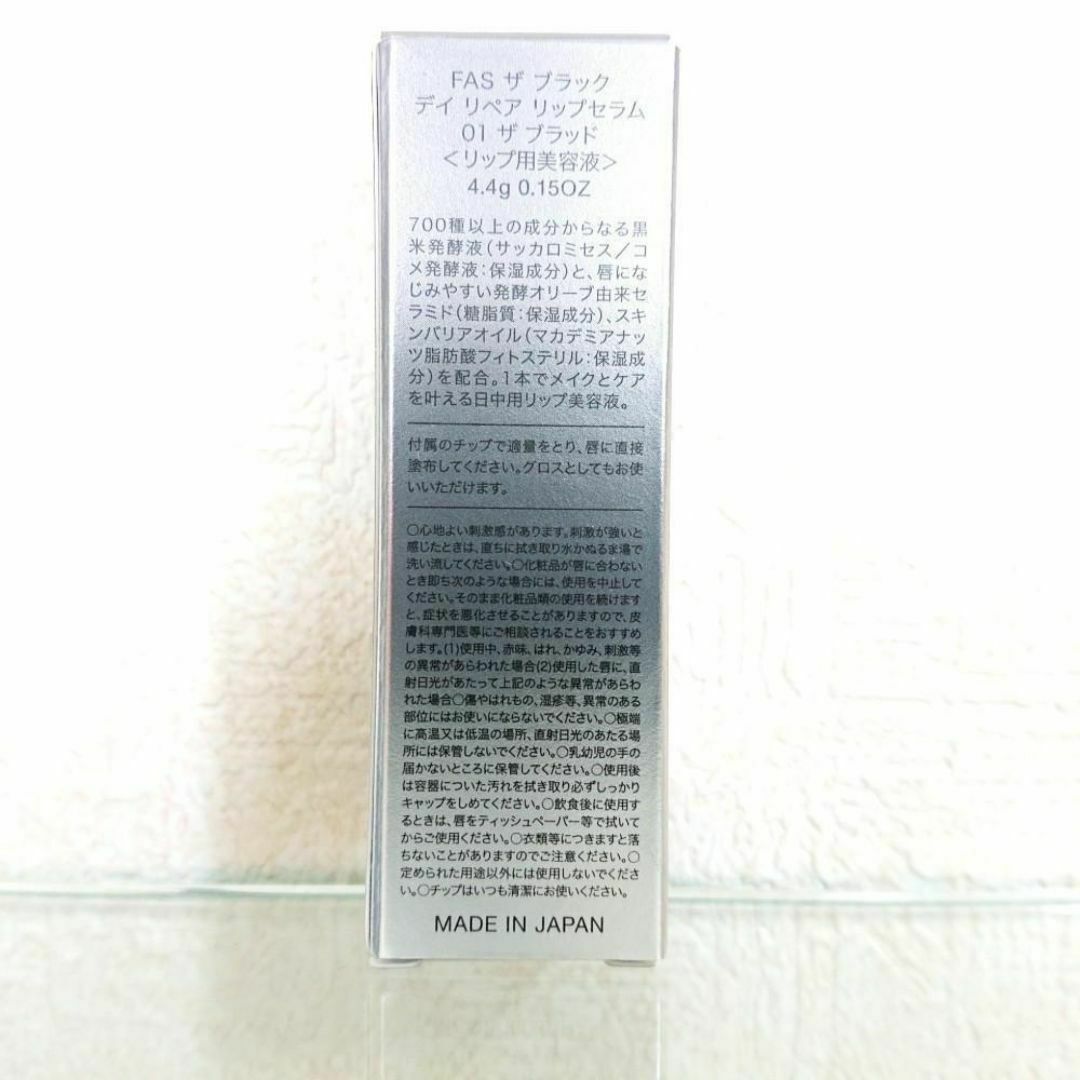 FAS ザ ブラック
デイ リペア リップセラム
01 ザ ブラッド
＜リップ用美容液＞
4.4g 0.15OZ
700種以上の成分からなる黒
米発酵液（サッカロミセス／コ
メ発酵液：保湿成分）と、唇にな
じみやすい発酵オリーブ由来セ
ラミド（糖脂質：保湿成分）、スキ
ンバリアオイル（マカデミアナッ
ツ脂肪酸フィトステリル：保湿成
分）を配合。1本でメイクとケア
を叶える日中用リップ美容液。
付属のチップで適量をとり、唇に直接
塗布してください。グロスとしてもお使
いいただけます。
○心地よい刺激感があります。刺激が強いと
感じたときは、直ちに拭き取り水かぬるま湯で
洗い流してください。○化粧品が唇に合わない
とき即ち次のような場合には、使用を中止して
ください。そのまま化粧品類の使用を続けます
と、症状を悪化させることがありますので、皮
膚科専門医等にご相談されることをおすすめ
します。(1)使用中、赤味、はれ、かゆみ、刺激等
の異常があらわれた場合(2)使用した唇に、直
射日光があたって上記のような異常があらわ
れた場合○傷やはれもの、湿疹等、異常のある
部位にはお使いにならないでください。○極端
に高温又は低温の場所、直射日光のあたる場
所には保管しないでください。○乳幼児の手の
届かないところに保管してください。○使用後
は容器についた汚れを拭き取り必ずしっかり
キャップをしめてください。○飲食後に使用す
るときは、唇をティッシュペーパー等で拭いて
からご使用ください。○衣類等につきますと落
ちないことがありますのでご注意ください。○
定められた用途以外には使用しないでくださ
い。○チップはいつも清潔にお使いください。
MADE IN JAPAN